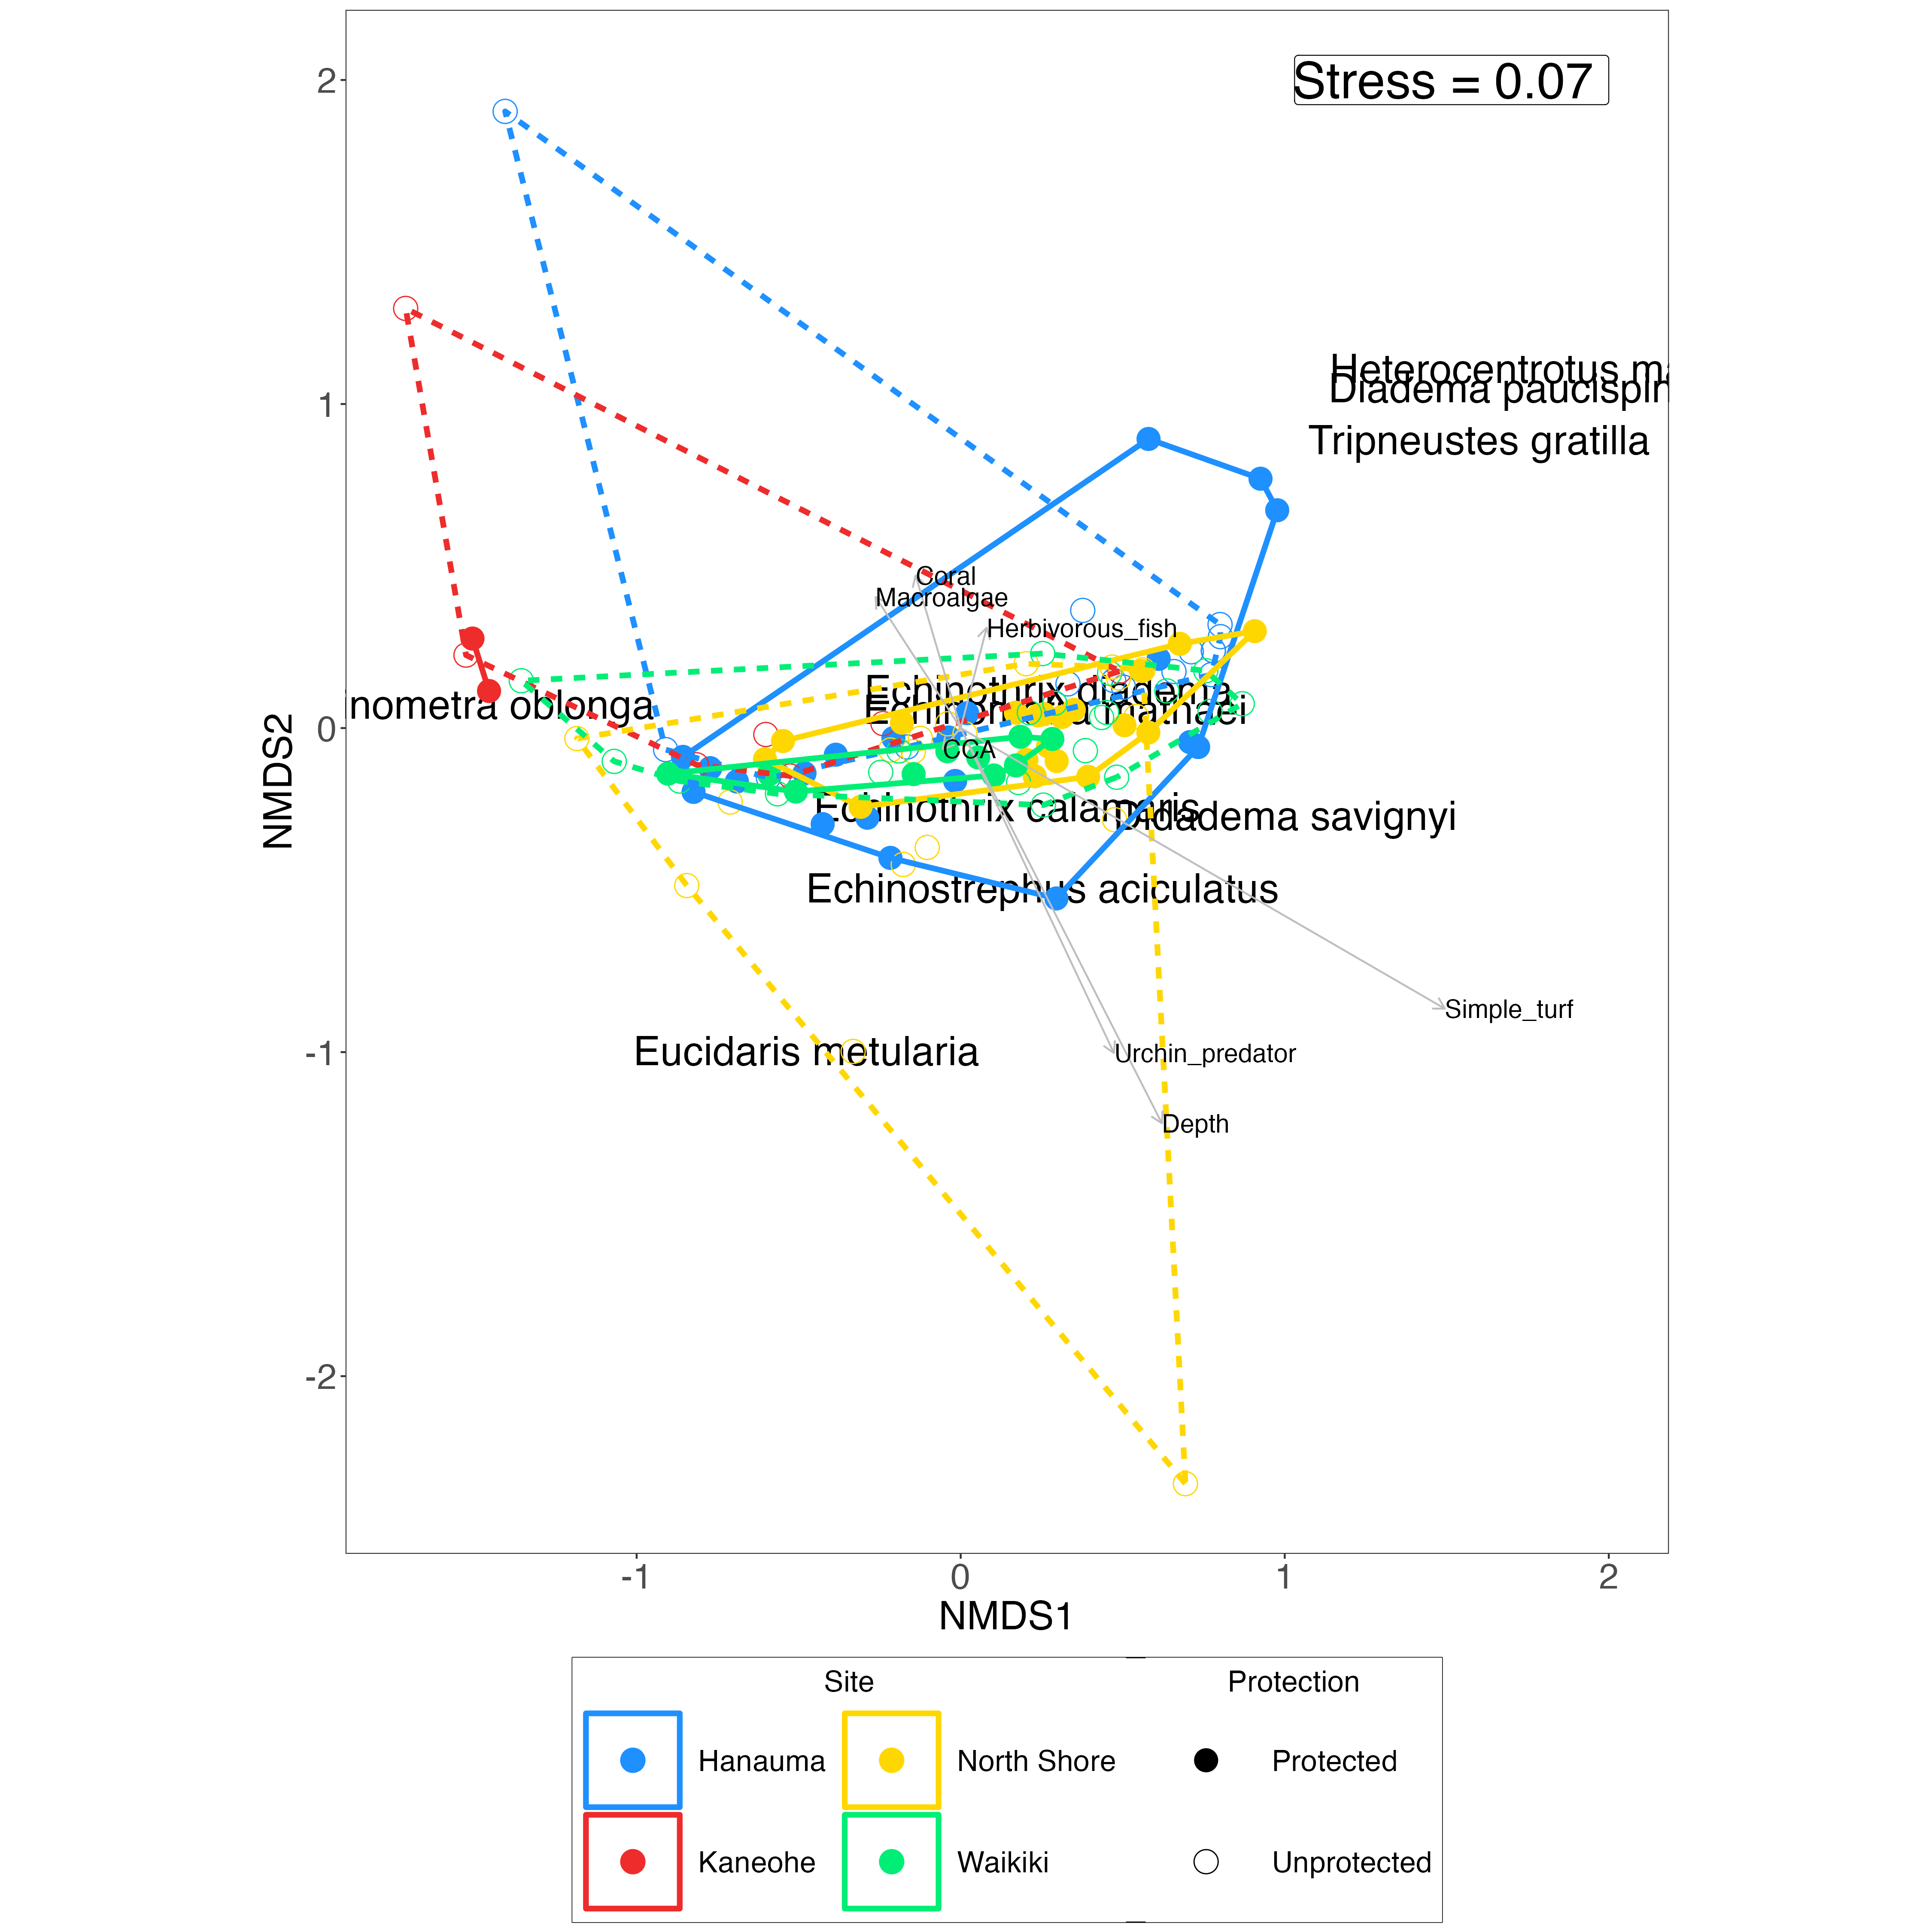 Stress = 0.07
2
1
0
-1
-2
NMDS2
Heterocentrotus ma
Diadema paucispin
Tripneustes gratilla
Coral
Macroalgae
Herbivorous_fish
Echinothrix diadema
inometra oblonga
Echinometra mathaei
CCA
Echinothrix calamaris
Diadema savignyi
Echinostrephus aciculatus
Simple_turf
Eucidaris metularia
Urchin_predator
Depth
-1 0 1 2
NMDS1
Site Protection
Hanauma North Shore Protected
Kaneohe Waikiki Unprotected